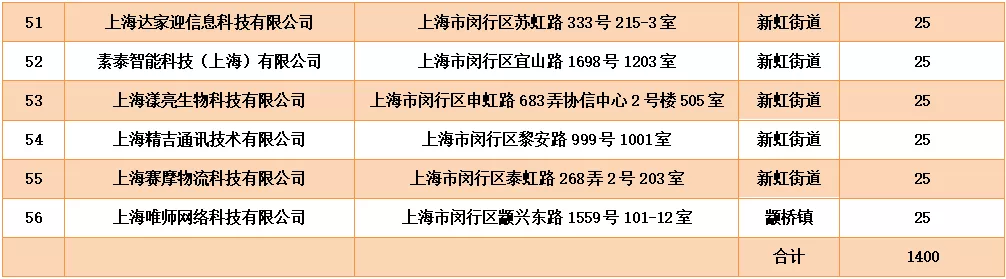 51 上海达家迎信息科技有限公司 上海市闵行区苏虹路 333 号 215-3 室 新虹街道 25
52 素泰智能科技（上海）有限公司 上海市闵行区宜山路 1698 号 1203 室 新虹街道 25
53 上海漾亮生物科技有限公司 上海市闵行区申虹路 683 弄协信中心 2 号楼 505 室 新虹街道 25
54 上海精吉通讯技术有限公司 上海市闵行区黎安路 999 号 1001 室 新虹街道 25
55 上海赛摩物流科技有限公司 上海市闵行区泰虹路 268 弄 2 号 203 室 新虹街道 25
56 上海唯师网络科技有限公司 上海市闵行区颛兴东路 1559 号 101-12 室 颛桥镇 25
合计 1400